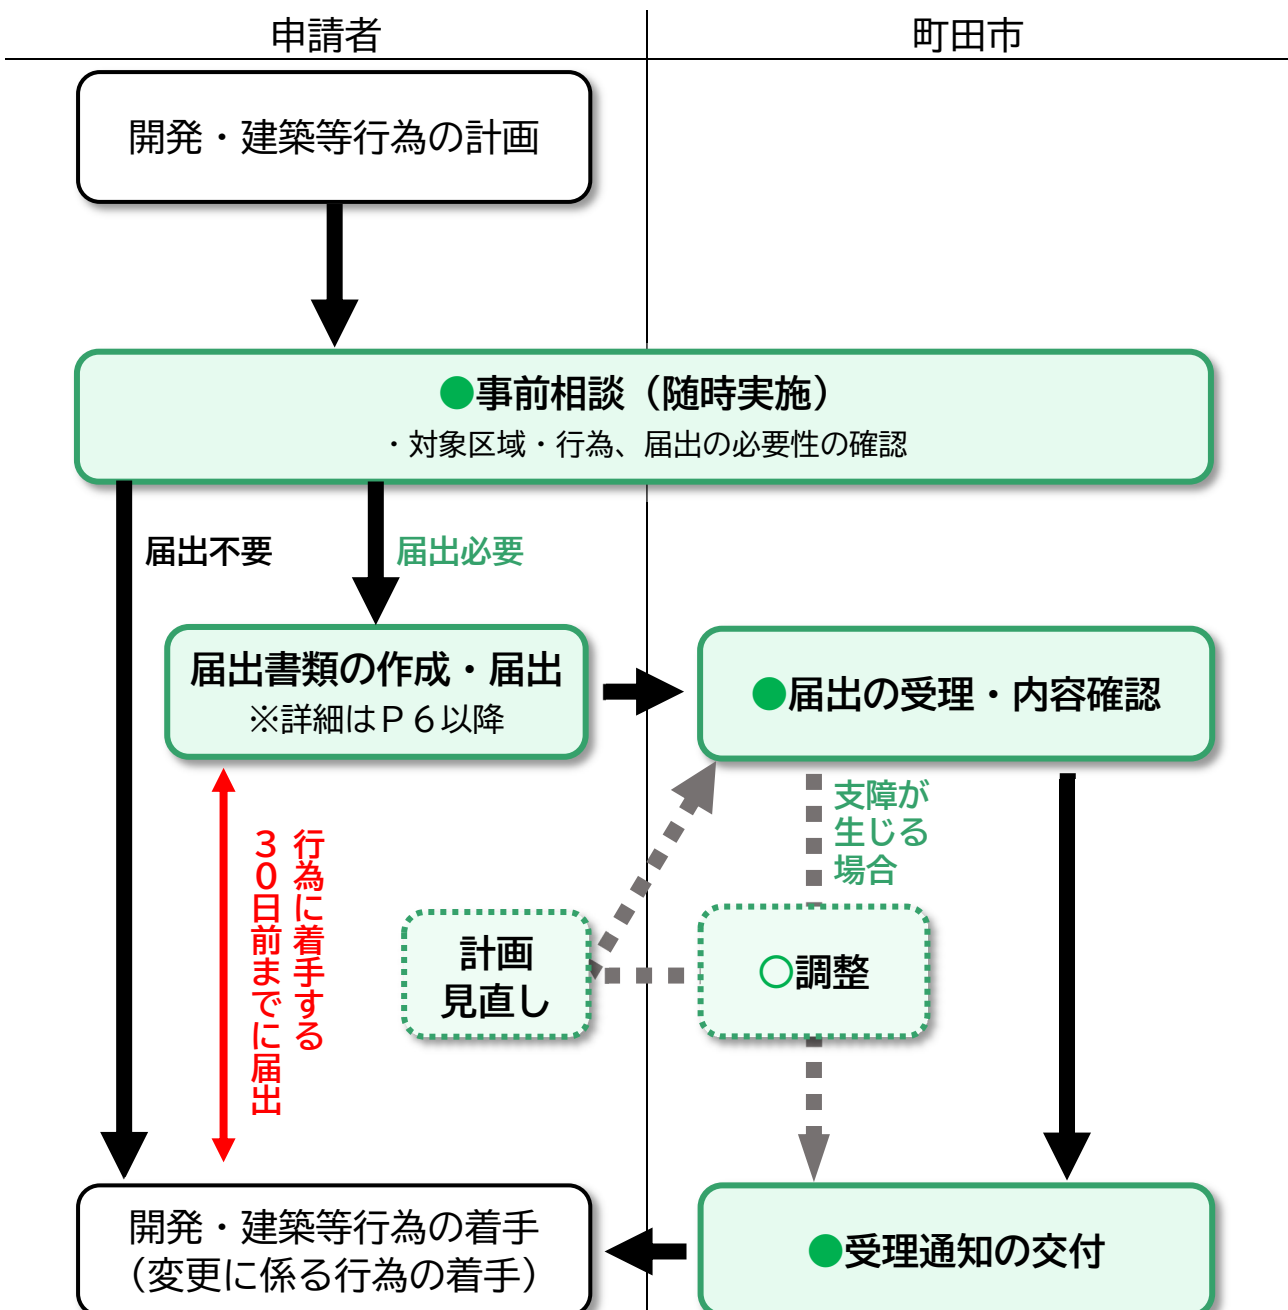 申請者
町田市
開発・建築等行為の計画
●事前相談（随時実施）
・対象区域・行為、届出の必要性の確認
届出不要
届出必要
届出書類の作成・届出
※詳細はＰ６以降
●届出の受理・内容確認
支障が
生じる
場合
行為に着手する
３０日前までに届出
計画
見直し
○調整
開発・建築等行為の着手
（変更に係る行為の着手）
●受理通知の交付